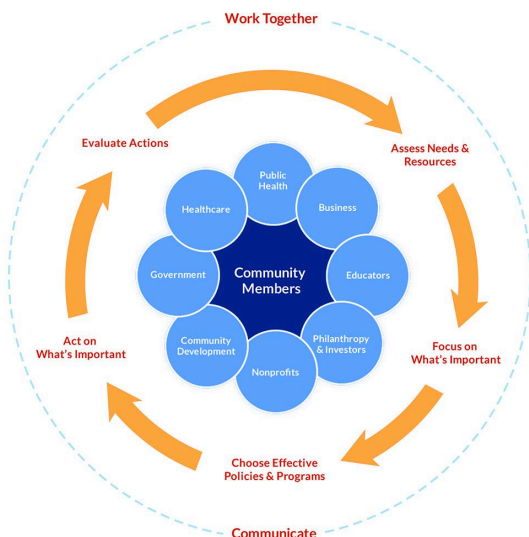 Work Together
Evaluate Actions
Assess Needs &
Resources
Public
Health
Healthcare
Business
Government
Community
Members
Educators
Act on
What's Important
Community
Development
Philanthropy
& Investors
Focus on
What's Important
Nonprofits
Choose Effective
Policies & Programs
Communicate